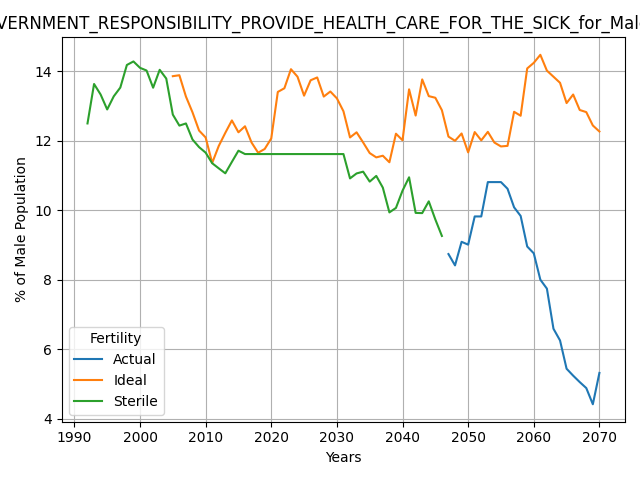 VERNMENT_RESPONSIBILITY_PROVIDE_HEALTH_CARE_FOR_THE_SICK_for_Mal
14
12
10
8
6
4
% of Male Population
Fertility
Actual
Ideal
Sterile
1990 2000 2010 2020 2030 2040 2050 2060 2070
Years